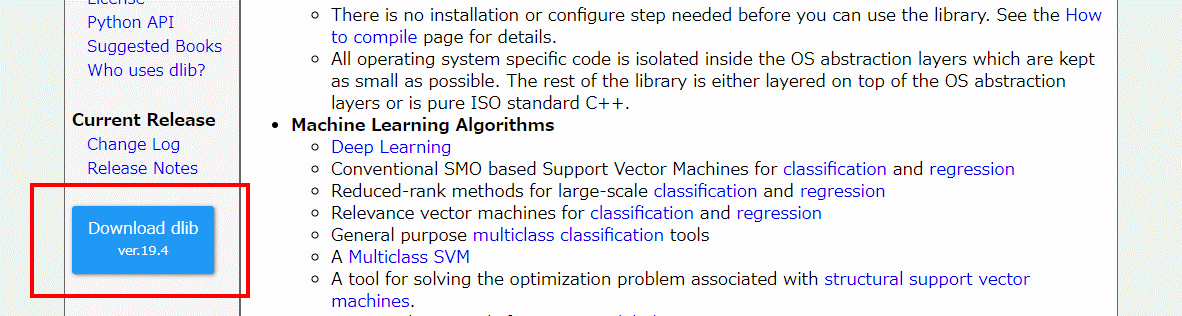 License
Python API
Suggested Books
Who uses dlib?
Current Release
Change Log
Release Notes
Download dlib
ver.19.4
There is no installation or configure step needed before you can use the library. See the How
to compile page for details.
All operating system specific code is isolated inside the OS abstraction layers which are kept
as small as possible. The rest of the library is either layered on top of the OS abstraction
layers or is pure ISO standard C++.
Machine Learning Algorithms
Deep Learning
Conventional SMO based Support Vector Machines for classification and regression
Reduced-rank methods for large-scale classification and regression
Relevance vector machines for classification and regression
General purpose multiclass classification tools
A Multiclass SVM
A tool for solving the optimization problem associated with structural support vector
machines.